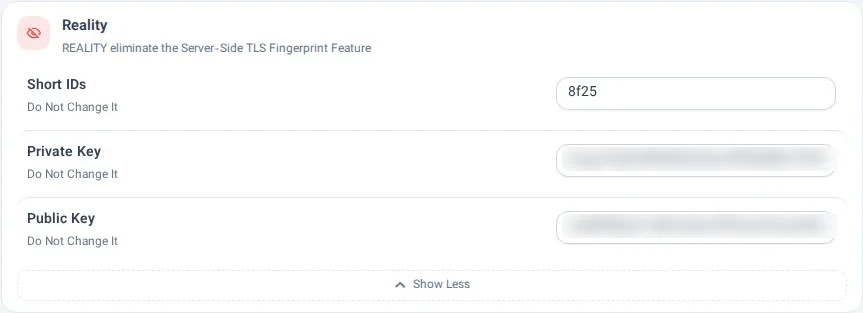 Reality
REALITY eliminate the Server-Side TLS Fingerprint Feature
Short IDs
Do Not Change It
8f25
Private Key
Do Not Change It
Public Key
Do Not Change It
Show Less